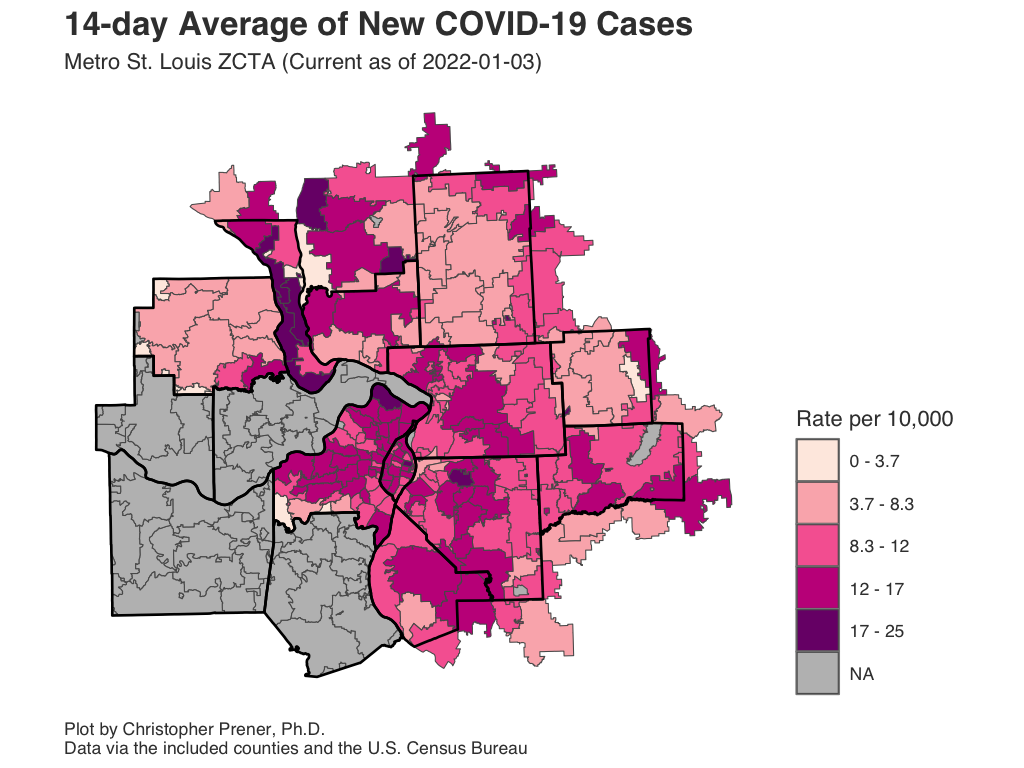 14-day Average of New COVID-19 Cases
Metro St. Louis ZCTA (Current as of 2022-01-03)
Rate per 10,000
0 - 3.7
3.7 - 8.3
8.3 - 12
12 - 17
17 - 25
NA
Plot by Christopher Prener, Ph.D.
Data via the included counties and the U.S. Census Bureau